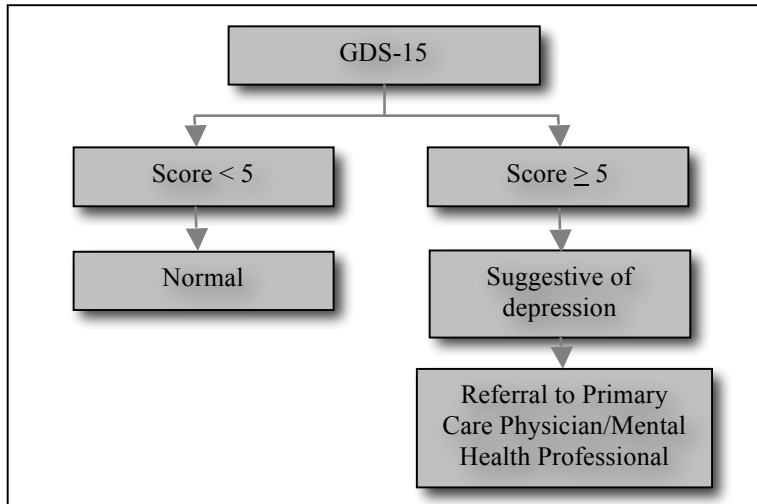 GDS-15
Score < 5
Score ≥ 5
Normal
Suggestive of
depression
Referral to Primary
Care Physician/Mental
Health Professional